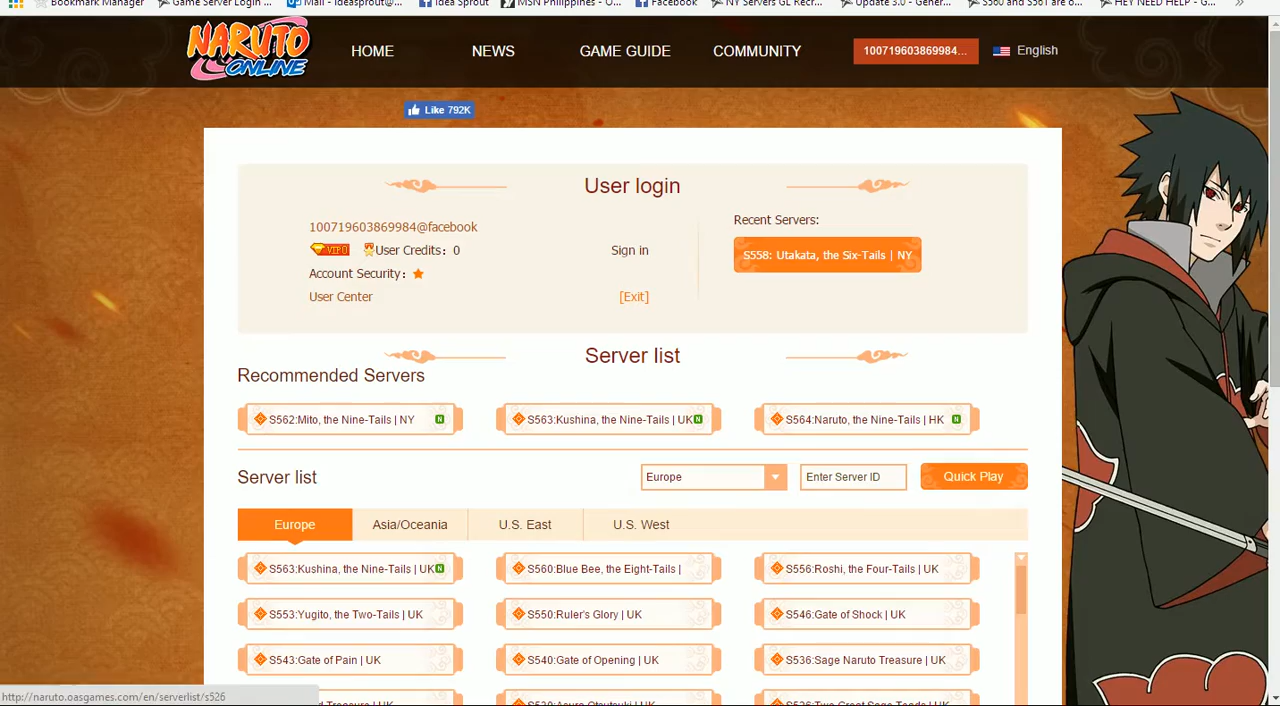 Bookmark Manager Game Server Login ... Mail - ideasprout@... Idea Sprout MSN Philippines - O... Facebook NY Servers GL Recr... Update 3.0 - Gener... S560 and S561 are o... HEY NEED HELP - G...
NARUTO
ONLINE
HOME NEWS GAME GUIDE COMMUNITY 100719603869984... English
Like 792K
User login
100719603869984@facebook
Recent Servers:
VIP0 User Credits: 0 Sign in
S558: Utakata, the Six-Tails | NY
Account Security:
User Center [Exit]
Server list
Recommended Servers
S562:Mito, the Nine-Tails | NY N S563:Kushina, the Nine-Tails | UK N S564:Naruto, the Nine-Tails | HK N
Server list Europe Enter Server ID Quick Play
Europe Asia/Oceania U.S. East U.S. West
S563:Kushina, the Nine-Tails | UK N S560:Blue Bee, the Eight-Tails | S556:Roshi, the Four-Tails | UK
S553:Yugito, the Two-Tails | UK S550:Ruler's Glory | UK S546:Gate of Shock | UK
S543:Gate of Pain | UK S540:Gate of Opening | UK S536:Sage Naruto Treasure | UK
http://naruto.oasgames.com/en/serverlist/s526